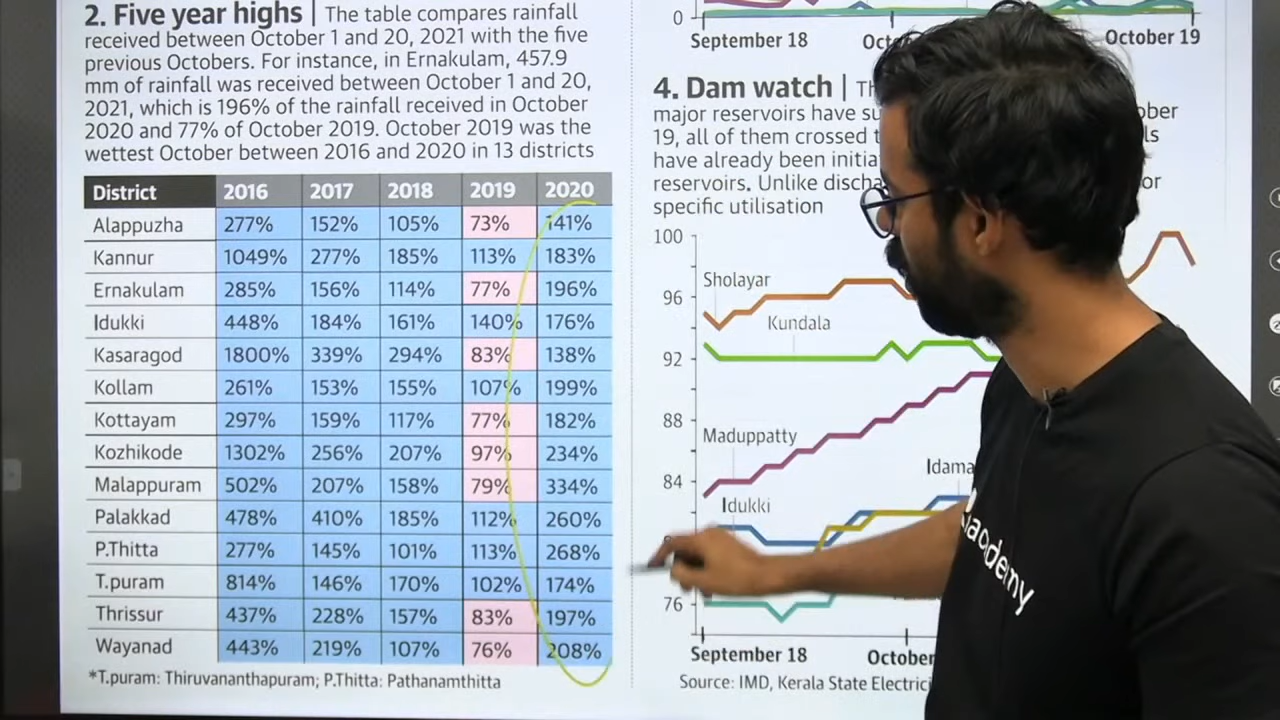 2. Five year highs | The table compares rainfall
received between October 1 and 20, 2021 with the five
previous Octobers. For instance, in Ernakulam, 457.9
mm of rainfall was received between October 1 and 20,
2021, which is 196% of the rainfall received in October
2020 and 77% of October 2019. October 2019 was the
wettest October between 2016 and 2020 in 13 districts
District 2016 2017 2018 2019 2020
Alappuzha 277% 152% 105% 73% 141%
Kannur 1049% 277% 185% 113% 183%
Ernakulam 285% 156% 114% 77% 196%
Idukki 448% 184% 161% 140% 176%
Kasaragod 1800% 339% 294% 83% 138%
Kollam 261% 153% 155% 107% 199%
Kottayam 297% 159% 117% 77% 182%
Kozhikode 1302% 256% 207% 97% 234%
Malappuram 502% 207% 158% 79% 334%
Palakkad 478% 410% 185% 112% 260%
P.Thitta 277% 145% 101% 113% 268%
T.puram 814% 146% 170% 102% 174%
Thrissur 437% 228% 157% 83% 197%
Wayanad 443% 219% 107% 76% 208%
*T.puram: Thiruvananthapuram; P.Thitta: Pathanamthitta
0
September 18 October 19
4. Dam watch |
major reservoirs have
19, all of them crossed
have already been
reservoirs. Unlike
specific utilisation
100
Sholayar
96
Kundala
92
88
Maduppatty
84
Idukki
76
September 18 October
Source: IMD, Kerala State